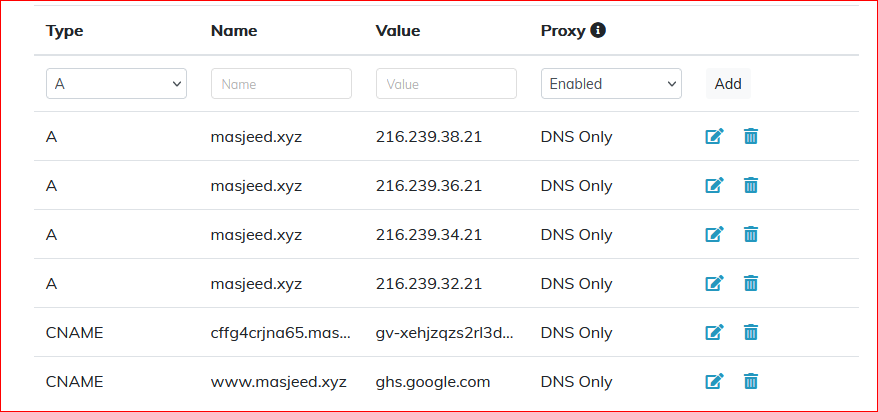 Type Name Value Proxy
A Name Value Enabled Add
A masjeed.xyz 216.239.38.21 DNS Only
A masjeed.xyz 216.239.36.21 DNS Only
A masjeed.xyz 216.239.34.21 DNS Only
A masjeed.xyz 216.239.32.21 DNS Only
CNAME cffg4crjna65.mas... gv-xehjzqzs2rl3d... DNS Only
CNAME www.masjeed.xyz ghs.google.com DNS Only